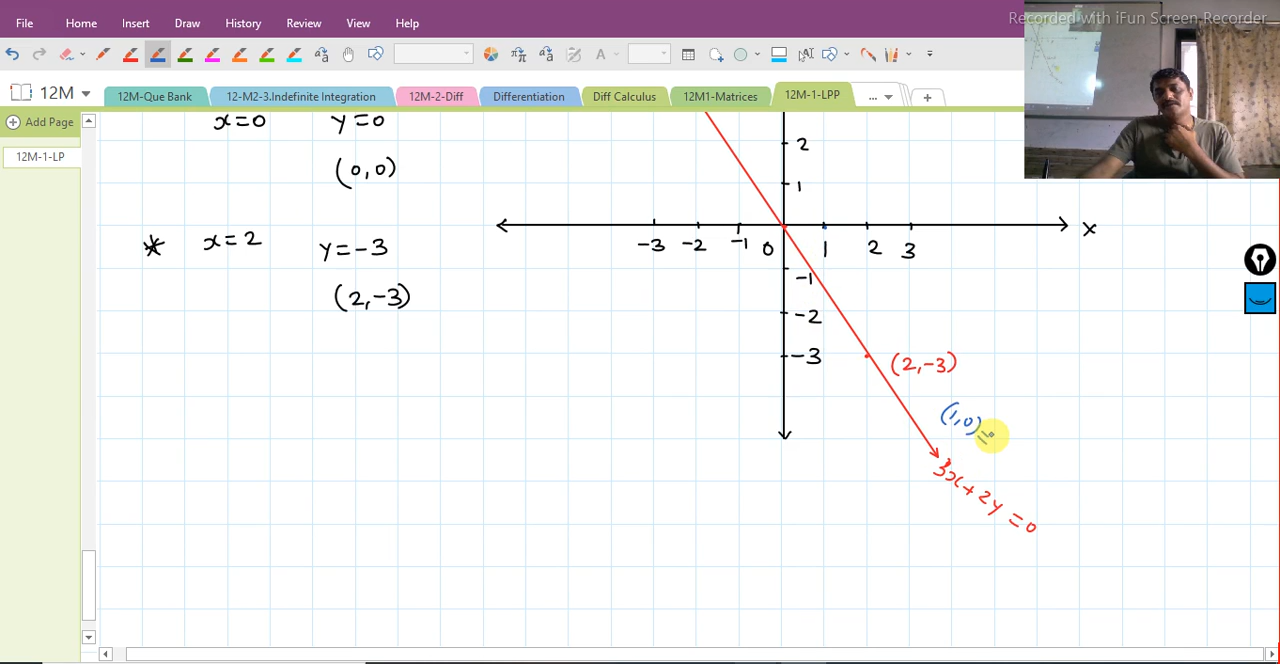 File Home Insert Draw History Review View Help
Recorded with iFun Screen Recorder
12M
12M-Que Bank 12-M2-3.Indefinite Integration 12M-2-Diff Differentiation Diff Calculus 12M1-Matrices 12M-1-LPP ...
Add Page
12M-1-LP
x=0 y=0
(0,0)
* x=2 y=-3
(2,-3)
2
1
-3 -2 -1 0 1 2 3 x
-1
-2
-3
(2,-3)
(1,0)=
3x+2y=0